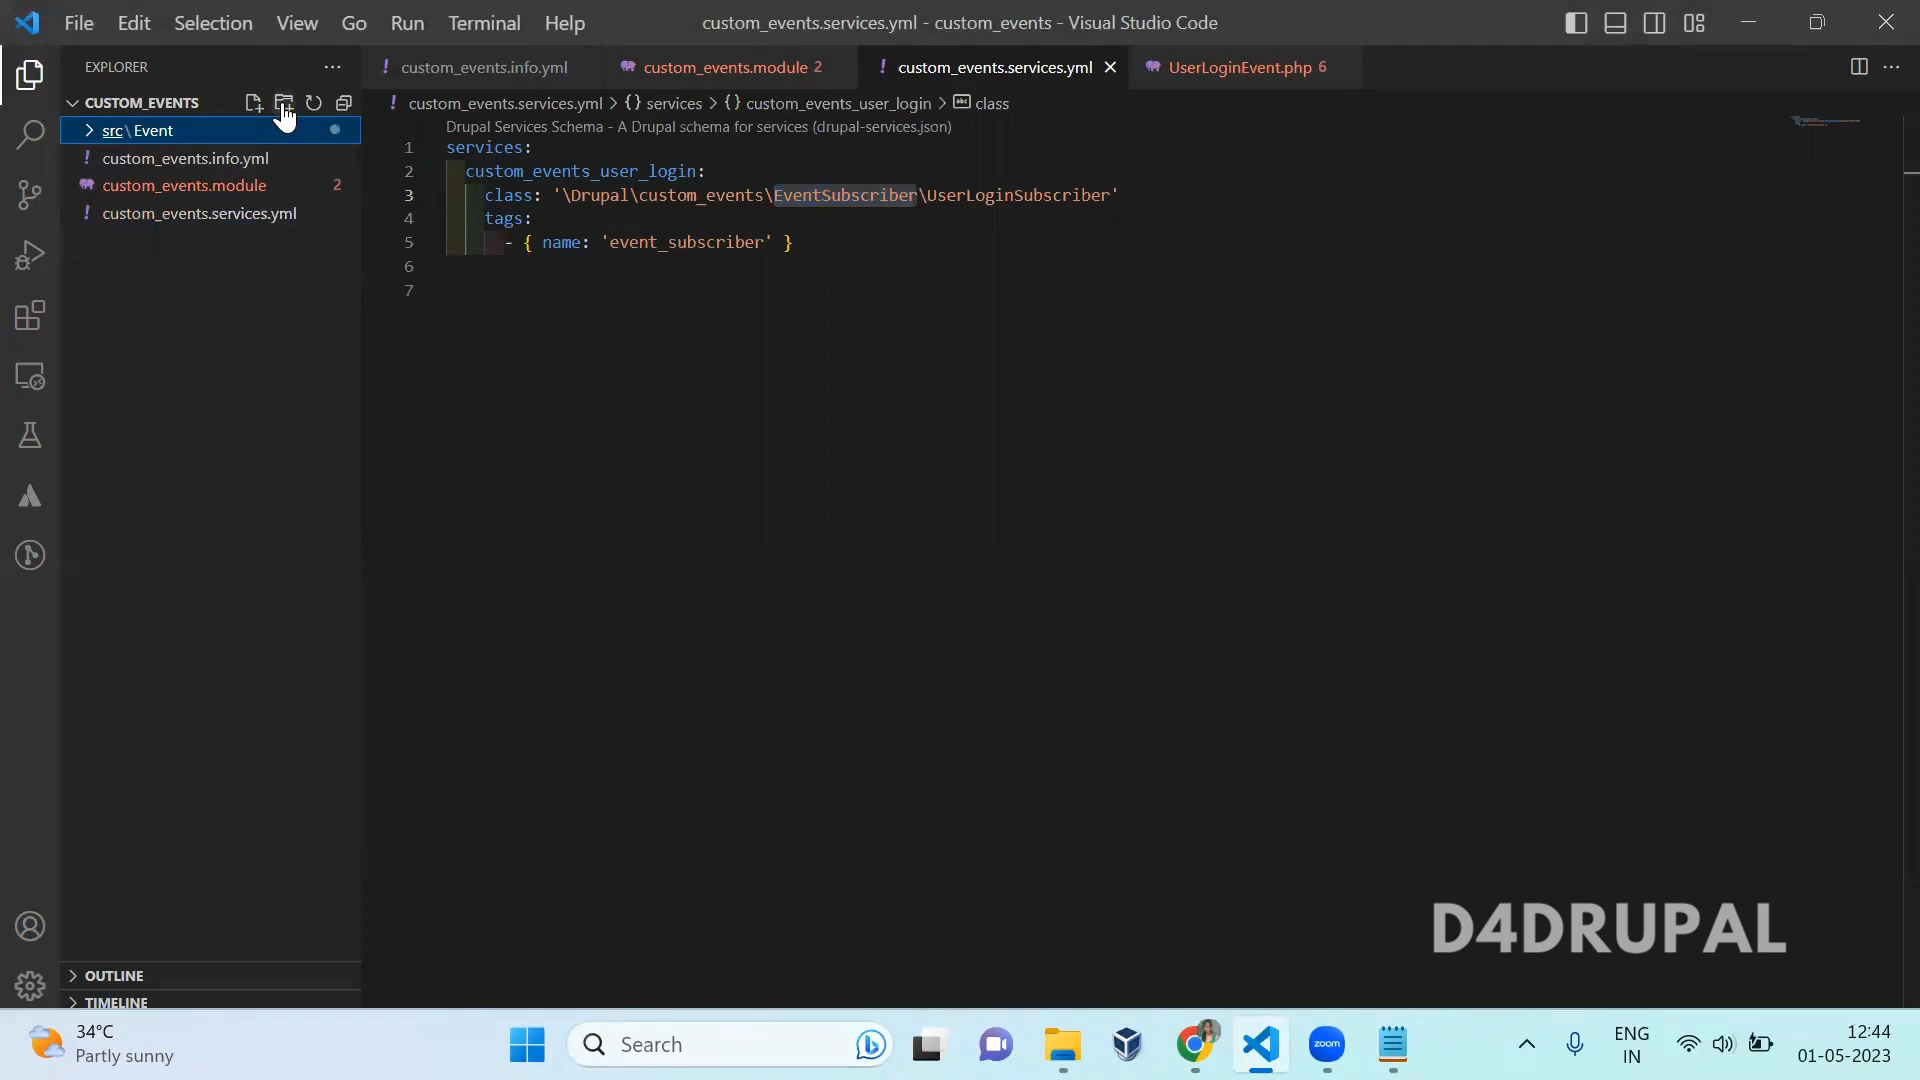 File Edit Selection View Go Run Terminal Help
custom_events.services.yml - custom_events - Visual Studio Code
EXPLORER
CUSTOM_EVENTS
src\Event
custom_events.info.yml
custom_events.module 2
custom_events.services.yml
OUTLINE
TIMELINE
custom_events.info.yml custom_events.module 2 custom_events.services.yml UserLoginEvent.php 6
custom_events.services.yml > {} services > {} custom_events_user_login > abc class
Drupal Services Schema - A Drupal schema for services (drupal-services.json)
1 services:
2 custom_events_user_login:
3 class: '\Drupal\custom_events\EventSubscriber\UserLoginSubscriber'
4 tags:
5 - { name: 'event_subscriber' }
6
7
D4DRUPAL
34°C
Partly sunny
Search
zoom
ENG
IN
12:44
01-05-2023